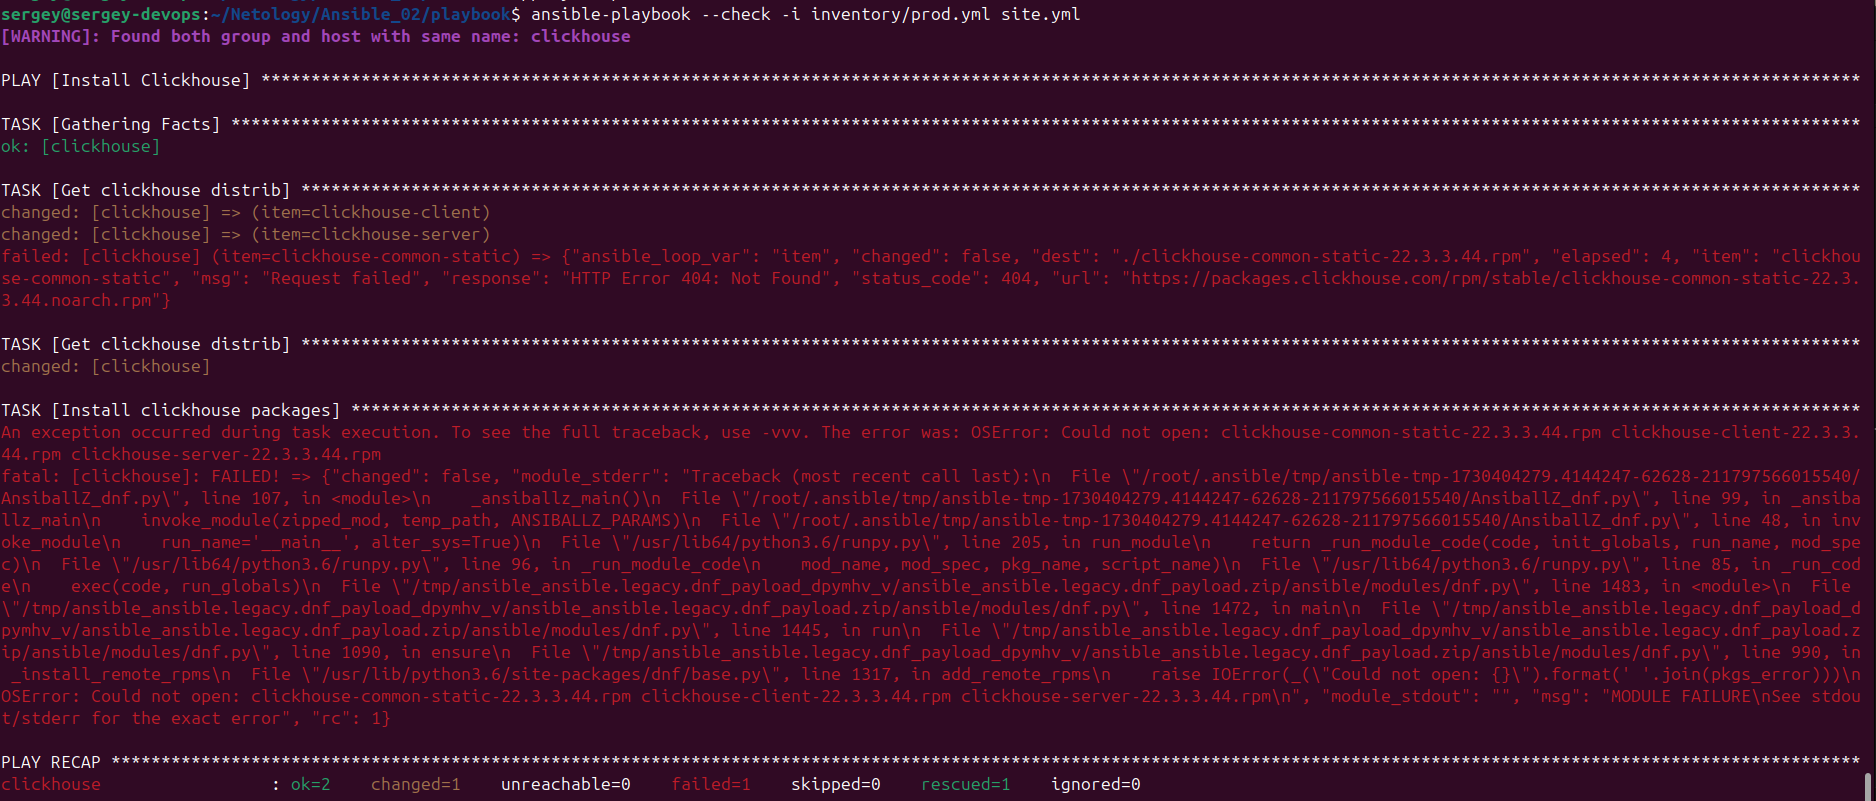 sergey@sergey-devops:~/Netology/Ansible_02/playbook$ ansible-playbook --check -i inventory/prod.yml site.yml
[WARNING]: Found both group and host with same name: clickhouse
PLAY [Install Clickhouse] ****************************************************************************************************************************************************************
TASK [Gathering Facts] *******************************************************************************************************************************************************************
ok: [clickhouse]
TASK [Get clickhouse distrib] ************************************************************************************************************************************************************
changed: [clickhouse] => (item=clickhouse-client)
changed: [clickhouse] => (item=clickhouse-server)
failed: [clickhouse] (item=clickhouse-common-static) => {"ansible_loop_var": "item", "changed": false, "dest": "./clickhouse-common-static-22.3.3.44.rpm", "elapsed": 4, "item": "clickhou
se-common-static", "msg": "Request failed", "response": "HTTP Error 404: Not Found", "status_code": 404, "url": "https://packages.clickhouse.com/rpm/stable/clickhouse-common-static-22.3.
3.44.noarch.rpm"}
TASK [Get clickhouse distrib] ************************************************************************************************************************************************************
changed: [clickhouse]
TASK [Install clickhouse packages] *******************************************************************************************************************************************************
An exception occurred during task execution. To see the full traceback, use -vvv. The error was: OSError: Could not open: clickhouse-common-static-22.3.3.44.rpm clickhouse-client-22.3.3.
44.rpm clickhouse-server-22.3.3.44.rpm
fatal: [clickhouse]: FAILED! => {"changed": false, "module_stderr": "Traceback (most recent call last):\n  File \"/root/.ansible/tmp/ansible-tmp-1730404279.4144247-62628-211797566015540/
AnsiballZ_dnf.py\", line 107, in <module>\n    _ansiballz_main()\n  File \"/root/.ansible/tmp/ansible-tmp-1730404279.4144247-62628-211797566015540/AnsiballZ_dnf.py\", line 99, in _ansiba
llz_main\n    invoke_module(zipped_mod, temp_path, ANSIBALLZ_PARAMS)\n  File \"/root/.ansible/tmp/ansible-tmp-1730404279.4144247-62628-211797566015540/AnsiballZ_dnf.py\", line 48, in inv
oke_module\n    run_name='__main__', alter_sys=True)\n  File \"/usr/lib64/python3.6/runpy.py\", line 205, in run_module\n    return _run_module_code(code, init_globals, run_name, mod_spe
c)\n  File \"/usr/lib64/python3.6/runpy.py\", line 96, in _run_module_code\n    mod_name, mod_spec, pkg_name, script_name)\n  File \"/usr/lib64/python3.6/runpy.py\", line 85, in _run_cod
e\n    exec(code, run_globals)\n  File \"/tmp/ansible_ansible.legacy.dnf_payload_dpymhv_v/ansible_ansible.legacy.dnf_payload.zip/ansible/modules/dnf.py\", line 1483, in <module>\n  File
\"/tmp/ansible_ansible.legacy.dnf_payload_dpymhv_v/ansible_ansible.legacy.dnf_payload.zip/ansible/modules/dnf.py\", line 1472, in main\n  File \"/tmp/ansible_ansible.legacy.dnf_payload_d
pymhv_v/ansible_ansible.legacy.dnf_payload.zip/ansible/modules/dnf.py\", line 1445, in run\n  File \"/tmp/ansible_ansible.legacy.dnf_payload_dpymhv_v/ansible_ansible.legacy.dnf_payload.z
ip/ansible/modules/dnf.py\", line 1090, in ensure\n  File \"/tmp/ansible_ansible.legacy.dnf_payload_dpymhv_v/ansible_ansible.legacy.dnf_payload.zip/ansible/modules/dnf.py\", line 990, in
 _install_remote_rpms\n  File \"/usr/lib/python3.6/site-packages/dnf/base.py\", line 1317, in add_remote_rpms\n    raise IOError(_(\"Could not open: {}\").format(' '.join(pkgs_error)))\n
OSError: Could not open: clickhouse-common-static-22.3.3.44.rpm clickhouse-client-22.3.3.44.rpm clickhouse-server-22.3.3.44.rpm\n", "module_stdout": "", "msg": "MODULE FAILURE\nSee stdou
t/stderr for the exact error", "rc": 1}
PLAY RECAP *******************************************************************************************************************************************************************************
clickhouse                 : ok=2    changed=1    unreachable=0    failed=1    skipped=0    rescued=1    ignored=0